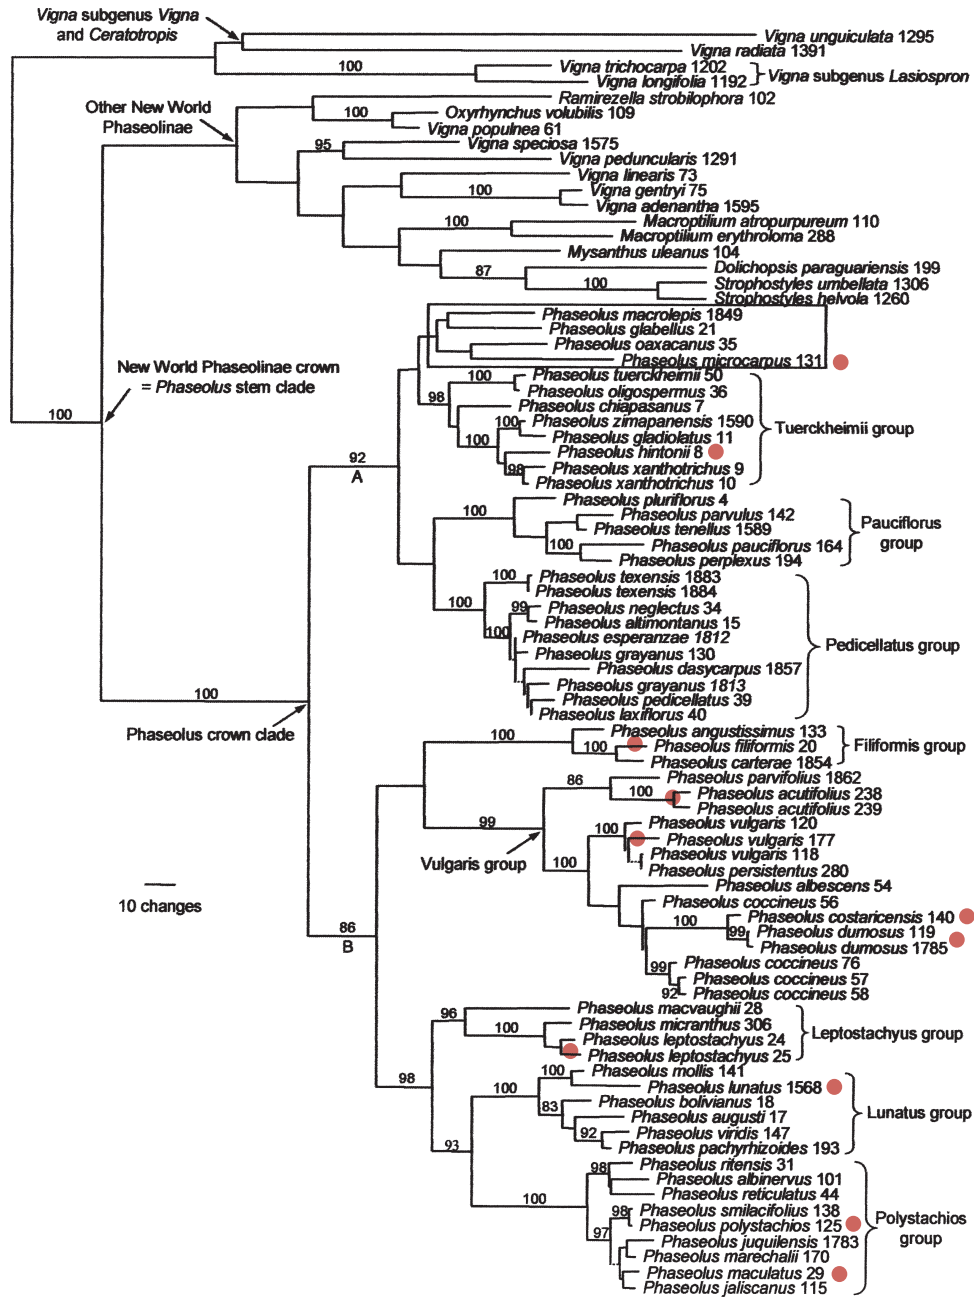 Vigna subgenus Vigna
and Ceratotropis
Vigna unguiculata 1295
Vigna radiata 1391
100
Vigna trichocarpa 1202
Vigna longifolia 1192
Vigna subgenus Lasiospron
Other New World
Phaseolinae
Ramirezella strobilophora 102
100
Oxyrhynchus volubilis 109
Vigna populnea 61
95
Vigna speciosa 1575
Vigna peduncularis 1291
Vigna linearis 73
100
Vigna gentryi 75
Vigna adenantha 1595
100
Macroptilium atropurpureum 110
Macroptilium erythroloma 288
Mysanthus uleanus 104
87
Dolichopsis paraguariensis 199
100
Strophostyles umbellata 1306
Strophostyles helvola 1260
Phaseolus macrolepis 1849
Phaseolus glabellus 21
Phaseolus oaxacanus 35
Phaseolus microcarpus 131
New World Phaseolinae crown
= Phaseolus stem clade
100
98
100
Phaseolus tuerckheimii 50
Phaseolus oligospermus 36
Phaseolus chiapasanus 7
100
Phaseolus zimapanensis 1590
100
Phaseolus gladiolatus 11
Phaseolus hintonii 8
98
Phaseolus xanthotrichus 9
Phaseolus xanthotrichus 10
Tuerckheimii group
92
A
100
Phaseolus pluriflorus 4
Phaseolus parvulus 142
Phaseolus tenellus 1589
100
Phaseolus pauciflorus 164
Phaseolus perplexus 194
Pauciflorus
group
100
100
Phaseolus texensis 1883
Phaseolus texensis 1884
99
Phaseolus neglectus 34
Phaseolus altimontanus 15
100
Phaseolus esperanzae 1812
Phaseolus grayanus 130
Phaseolus dasycarpus 1857
Phaseolus grayanus 1813
Phaseolus pedicellatus 39
Phaseolus laxiflorus 40
Pedicellatus group
100
Phaseolus crown clade
100
Phaseolus angustissimus 133
100
Phaseolus filiformis 20
Phaseolus carterae 1854
Filiformis group
99
Vulgaris group
86
Phaseolus parvifolius 1862
100
Phaseolus acutifolius 238
Phaseolus acutifolius 239
100
100
Phaseolus vulgaris 120
Phaseolus vulgaris 177
Phaseolus vulgaris 118
Phaseolus persistentus 280
Phaseolus albescens 54
Phaseolus coccineus 56
100
Phaseolus costaricensis 140
99
Phaseolus dumosus 119
Phaseolus dumosus 1785
99
Phaseolus coccineus 76
Phaseolus coccineus 57
92
Phaseolus coccineus 58
10 changes
86
B
98
96
Phaseolus macvaughii 28
100
Phaseolus micranthus 306
Phaseolus leptostachyus 24
Phaseolus leptostachyus 25
Leptostachyus group
93
100
100
Phaseolus mollis 141
Phaseolus lunatus 1568
83
Phaseolus bolivianus 18
Phaseolus augusti 17
92
Phaseolus viridis 147
Phaseolus pachyrhizoides 193
Lunatus group
100
98
Phaseolus ritensis 31
Phaseolus albinervus 101
Phaseolus reticulatus 44
98
Phaseolus smilacifolius 138
Phaseolus polystachios 125
97
Phaseolus juquilensis 1783
Phaseolus marechalii 170
Phaseolus maculatus 29
Phaseolus jaliscanus 115
Polystachios
group